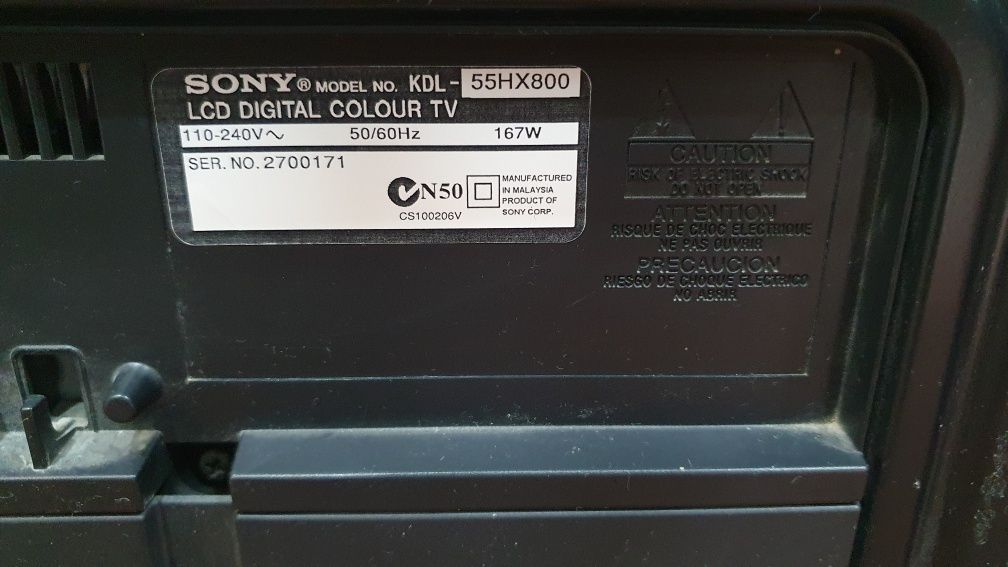 SONY® MODEL NO. KDL-55HX800
LCD DIGITAL COLOUR TV
110-240V~ 50/60Hz 167W
SER. NO. 2700171
N50
MANUFACTURED
IN MALAYSIA
PRODUCT OF
SONY CORP.
CS100206V
CAUTION
RISK OF ELECTRIC SHOCK
DO NOT OPEN
ATTENTION
RISQUE DE CHOC ELECTRIQUE
NE PAS OUVRIR
PRECAUCION
RIESGO DE CHOQUE ELECTRICO
NO ABRIR